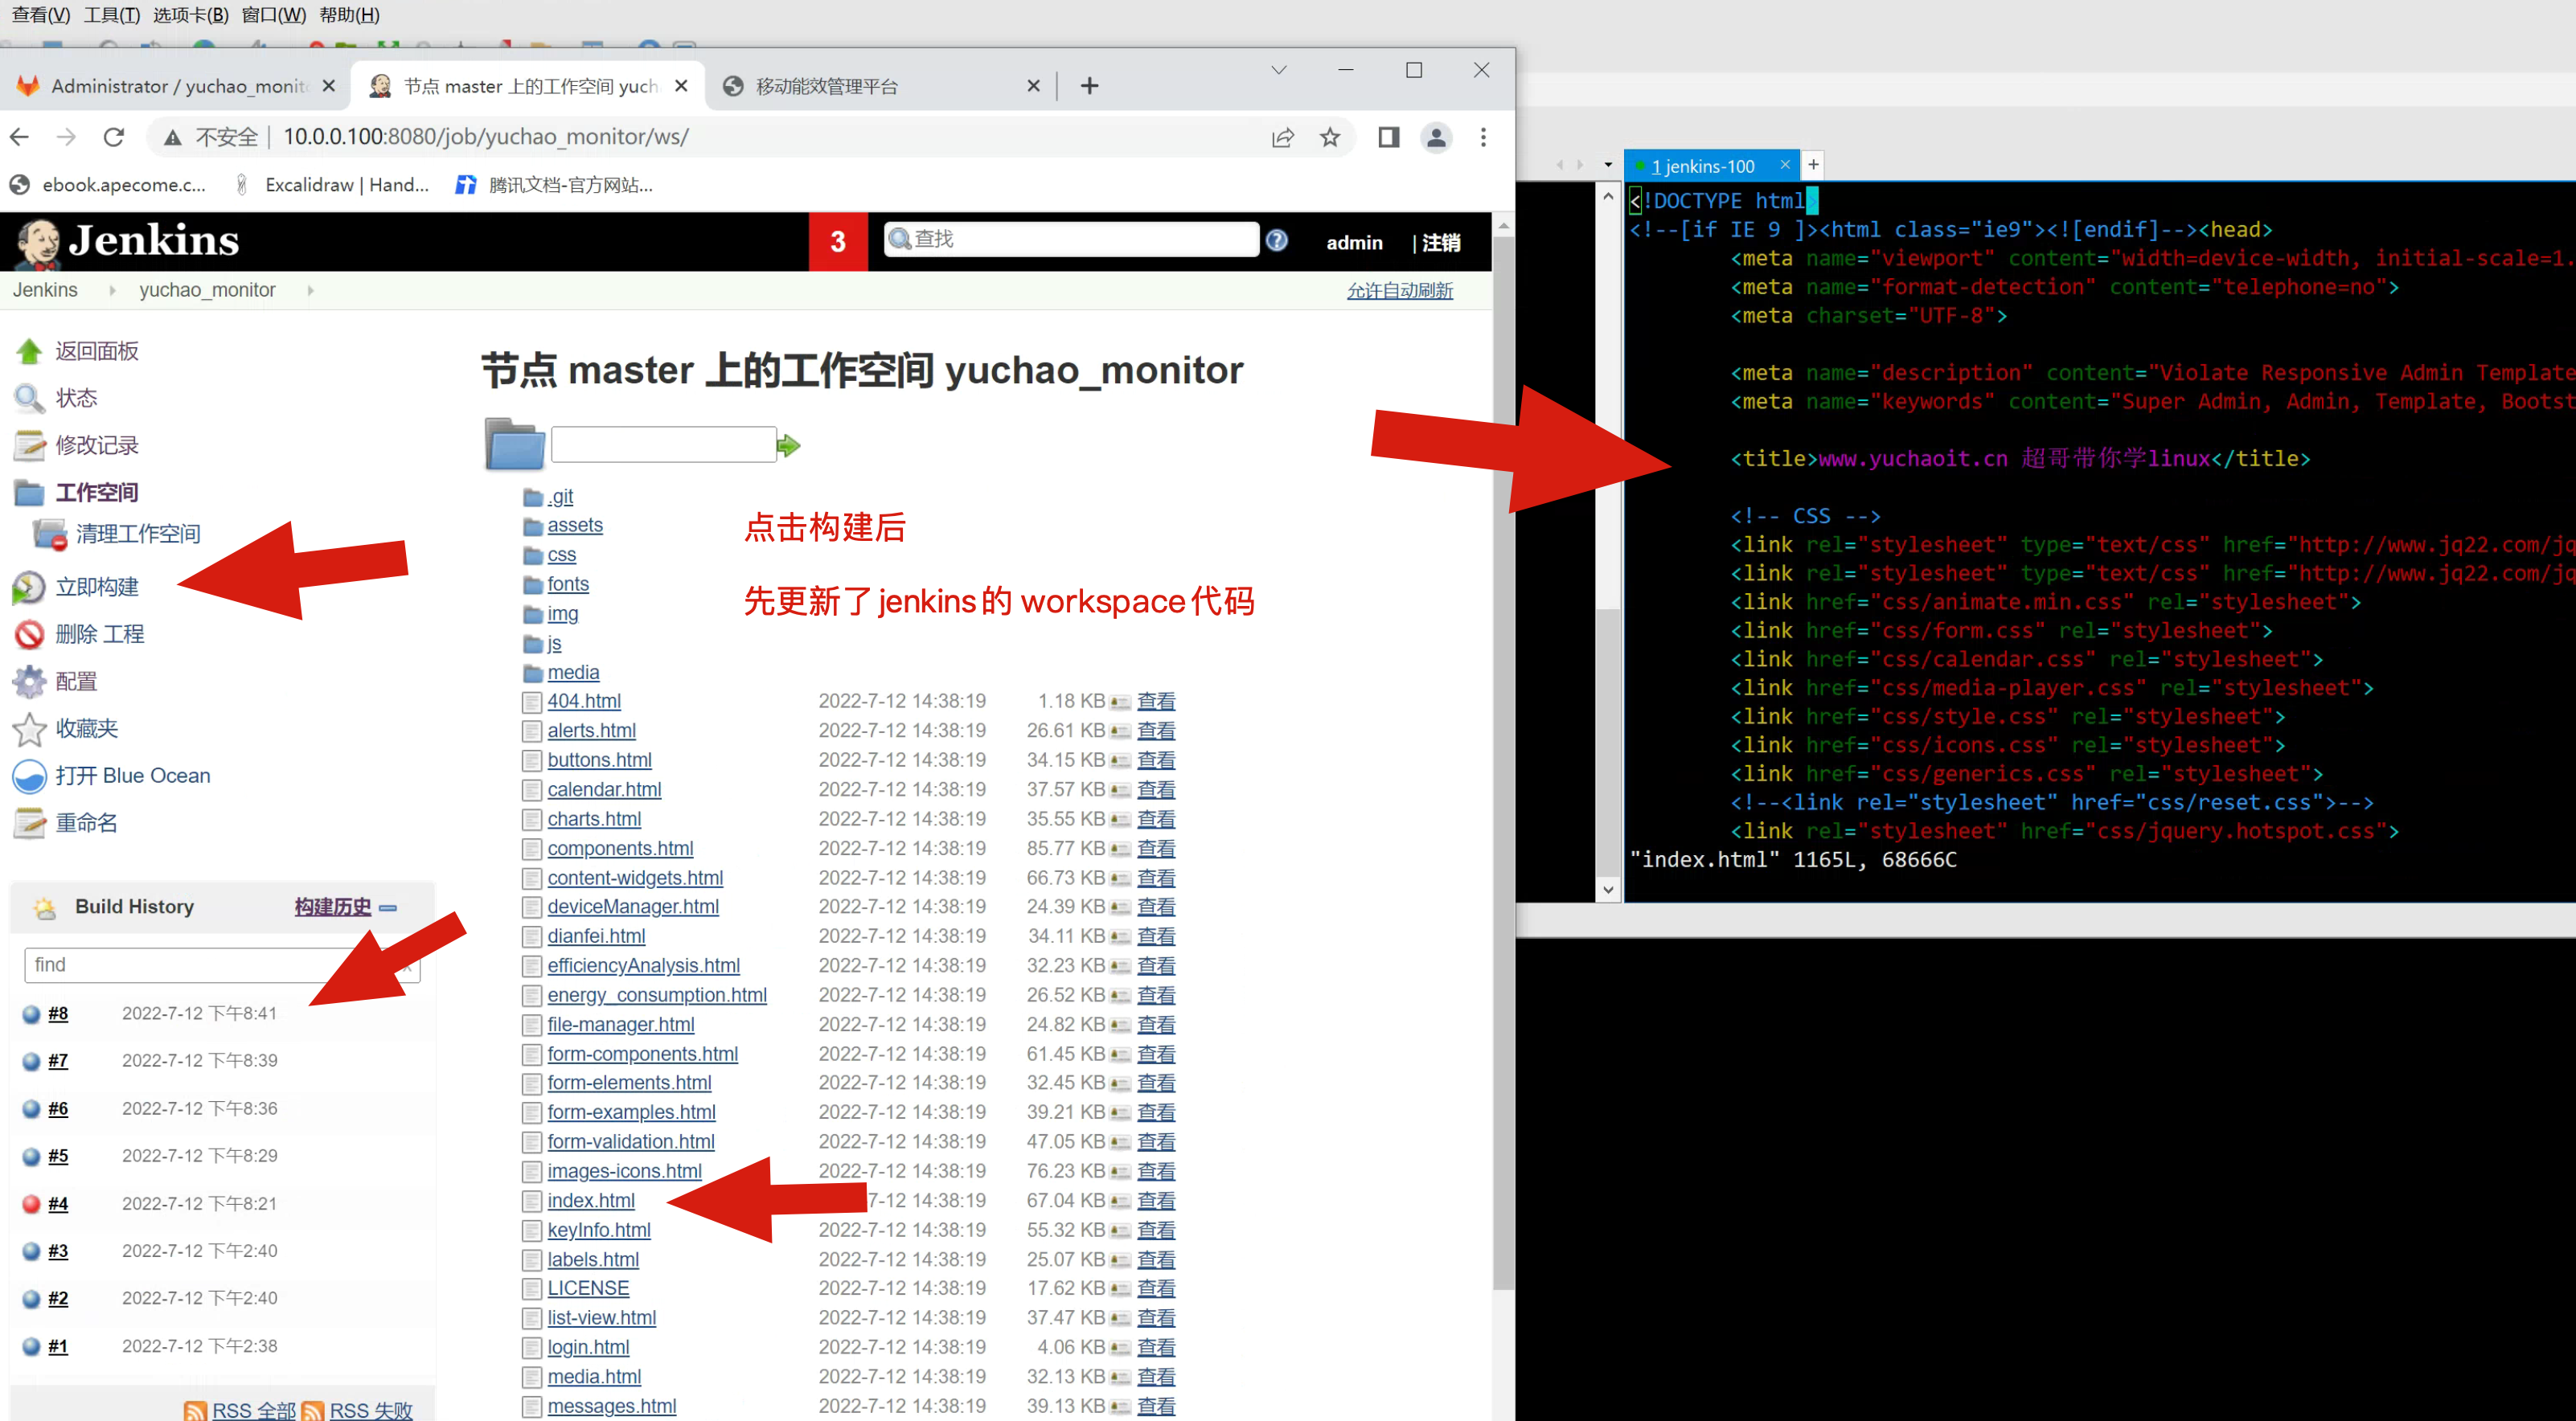 查看(V) 工具(T) 选项卡(B) 窗口(W) 帮助(H)
Administrator / yuchao_monit
节点 master 上的工作空间 yuch
移动能效管理平台
不安全 | 10.0.0.100:8080/job/yuchao_monitor/ws/
ebook.apecome.c...
Excalidraw | Hand...
腾讯文档-官方网站...
Jenkins
3
查找
admin
| 注销
Jenkins
yuchao_monitor
允许自动刷新
返回面板
状态
修改记录
工作空间
清理工作空间
立即构建
删除 工程
配置
收藏夹
打开 Blue Ocean
重命名
Build History
构建历史
find
x
#8 2022-7-12 下午8:41
#7 2022-7-12 下午8:39
#6 2022-7-12 下午8:36
#5 2022-7-12 下午8:29
#4 2022-7-12 下午8:21
#3 2022-7-12 下午2:40
#2 2022-7-12 下午2:40
#1 2022-7-12 下午2:38
RSS 全部
RSS 失败
节点 master 上的工作空间 yuchao_monitor
.git
assets
css
fonts
img
js
media
点击构建后
先更新了jenkins的 workspace代码
404.html 2022-7-12 14:38:19 1.18 KB 查看
alerts.html 2022-7-12 14:38:19 26.61 KB 查看
buttons.html 2022-7-12 14:38:19 34.15 KB 查看
calendar.html 2022-7-12 14:38:19 37.57 KB 查看
charts.html 2022-7-12 14:38:19 35.55 KB 查看
components.html 2022-7-12 14:38:19 85.77 KB 查看
content-widgets.html 2022-7-12 14:38:19 66.73 KB 查看
deviceManager.html 2022-7-12 14:38:19 24.39 KB 查看
dianfei.html 2022-7-12 14:38:19 34.11 KB 查看
efficiencyAnalysis.html 2022-7-12 14:38:19 32.23 KB 查看
energy_consumption.html 2022-7-12 14:38:19 26.52 KB 查看
file-manager.html 2022-7-12 14:38:19 24.82 KB 查看
form-components.html 2022-7-12 14:38:19 61.45 KB 查看
form-elements.html 2022-7-12 14:38:19 32.45 KB 查看
form-examples.html 2022-7-12 14:38:19 39.21 KB 查看
form-validation.html 2022-7-12 14:38:19 47.05 KB 查看
images-icons.html 2022-7-12 14:38:19 76.23 KB 查看
index.html 7-12 14:38:19 67.04 KB 查看
keyInfo.html 2022-7-12 14:38:19 55.32 KB 查看
labels.html 2022-7-12 14:38:19 25.07 KB 查看
LICENSE 2022-7-12 14:38:19 17.62 KB 查看
list-view.html 2022-7-12 14:38:19 37.47 KB 查看
login.html 2022-7-12 14:38:19 4.06 KB 查看
media.html 2022-7-12 14:38:19 32.13 KB 查看
messages.html 2022-7-12 14:38:19 39.13 KB 查看
1 jenkins-100
<!DOCTYPE html>
<!--[if IE 9 ]><html class="ie9"><![endif]--><head>
<meta name="viewport" content="width=device-width, initial-scale=1.
<meta name="format-detection" content="telephone=no">
<meta charset="UTF-8">
<meta name="description" content="Violate Responsive Admin Template
<meta name="keywords" content="Super Admin, Admin, Template, Bootst
<title>www.yuchaoit.cn 超哥带你学linux</title>
<!-- CSS -->
<link rel="stylesheet" type="text/css" href="http://www.jq22.com/jq
<link rel="stylesheet" type="text/css" href="http://www.jq22.com/jq
<link href="css/animate.min.css" rel="stylesheet">
<link href="css/form.css" rel="stylesheet">
<link href="css/calendar.css" rel="stylesheet">
<link href="css/media-player.css" rel="stylesheet">
<link href="css/style.css" rel="stylesheet">
<link href="css/icons.css" rel="stylesheet">
<link href="css/generics.css" rel="stylesheet">
<!--<link rel="stylesheet" href="css/reset.css">-->
<link rel="stylesheet" href="css/jquery.hotspot.css">
"index.html" 1165L, 68666C